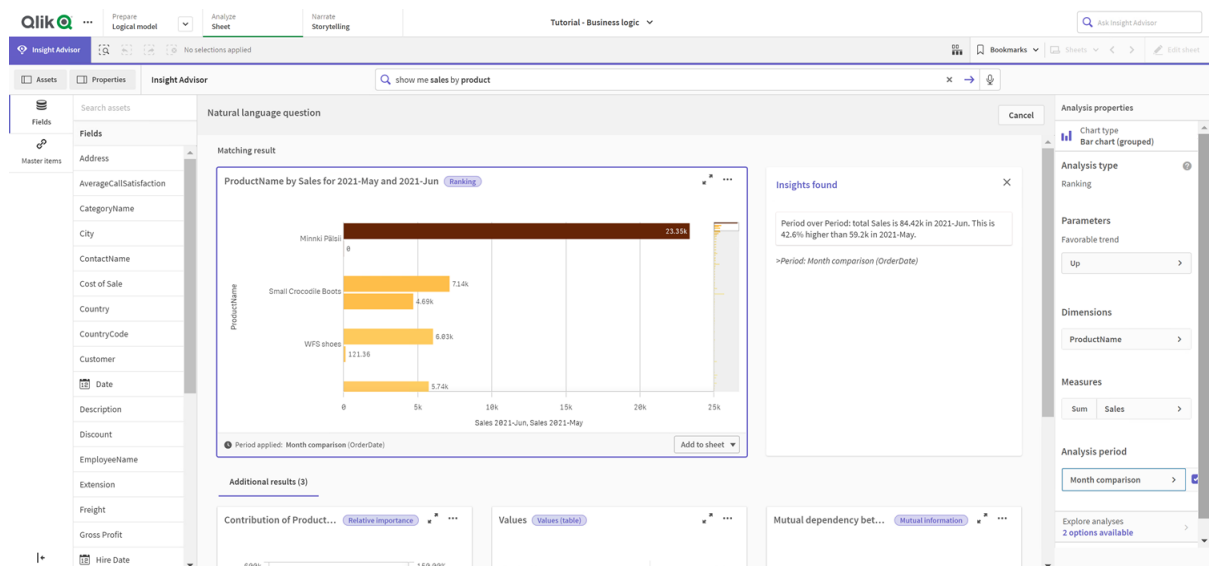 Qlik
Prepare
Logical model
Analyze
Sheet
Narrate
Storytelling
Tutorial - Business logic
Ask Insight Advisor
Insight Advisor
No selections applied
Bookmarks
Sheets
Edit sheet
Assets
Properties
Insight Advisor
show me sales by product
Fields
Master items
Search assets
Fields
Address
AverageCallSatisfaction
CategoryName
City
ContactName
Cost of Sale
Country
CountryCode
Customer
Date
Description
Discount
EmployeeName
Extension
Freight
Gross Profit
Hire Date
Natural language question
Cancel
Matching result
ProductName by Sales for 2021-May and 2021-Jun
Ranking
ProductName
Minnki Pälsii
23.35k
0
Small Crocodile Boots
7.14k
4.69k
WFS shoes
6.03k
121.36
5.74k
0
5k
10k
15k
20k
25k
Sales 2021-Jun, Sales 2021-May
Period applied: Month comparison (OrderDate)
Add to sheet
Insights found
Period over Period: total Sales is 84.42k in 2021-Jun. This is
42.6% higher than 59.2k in 2021-May.
>Period: Month comparison (OrderDate)
Additional results (3)
Contribution of Product...
Relative importance
Values
Values (table)
Mutual dependency bet...
Mutual information
Analysis properties
Chart type
Bar chart (grouped)
Analysis type
Ranking
Parameters
Favorable trend
Up
Dimensions
ProductName
Measures
Sum
Sales
Analysis period
Month comparison
Explore analyses
2 options available